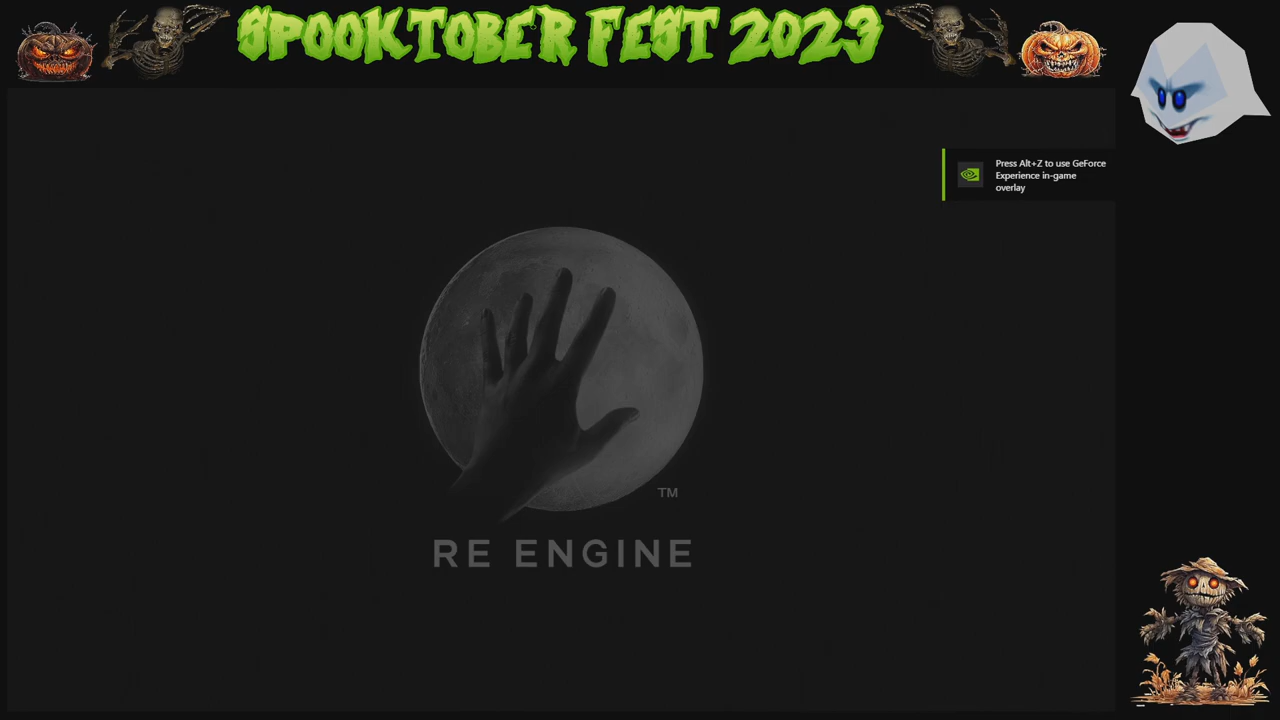 SPOOKTOBER FEST 2023
Press Alt+Z to use GeForce
Experience in-game
overlay
TM
RE ENGINE